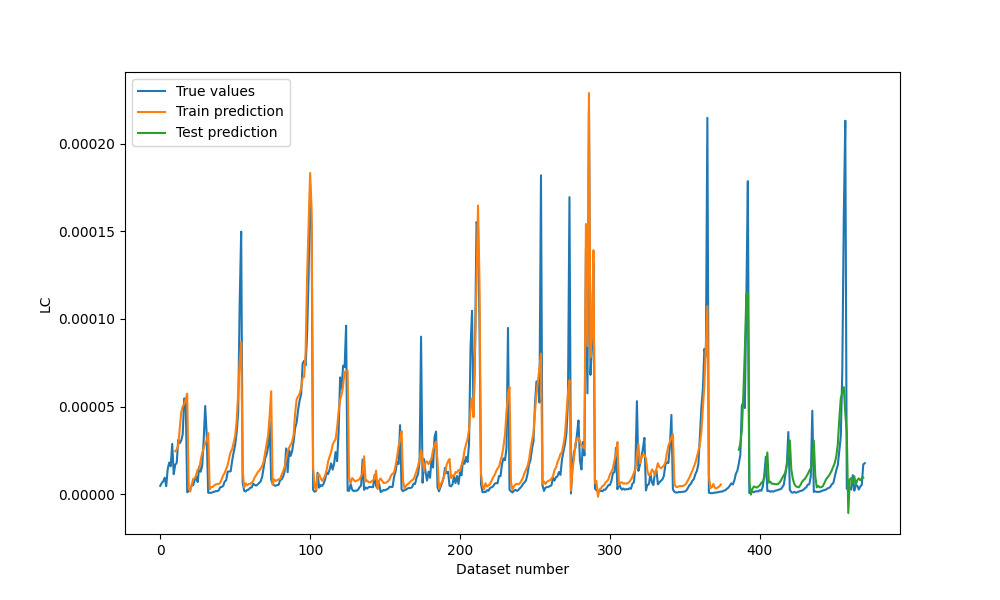 True values
Train prediction
Test prediction
0.00020
0.00015
0.00010
0.00005
0.00000
LC
0 100 200 300 400
Dataset number